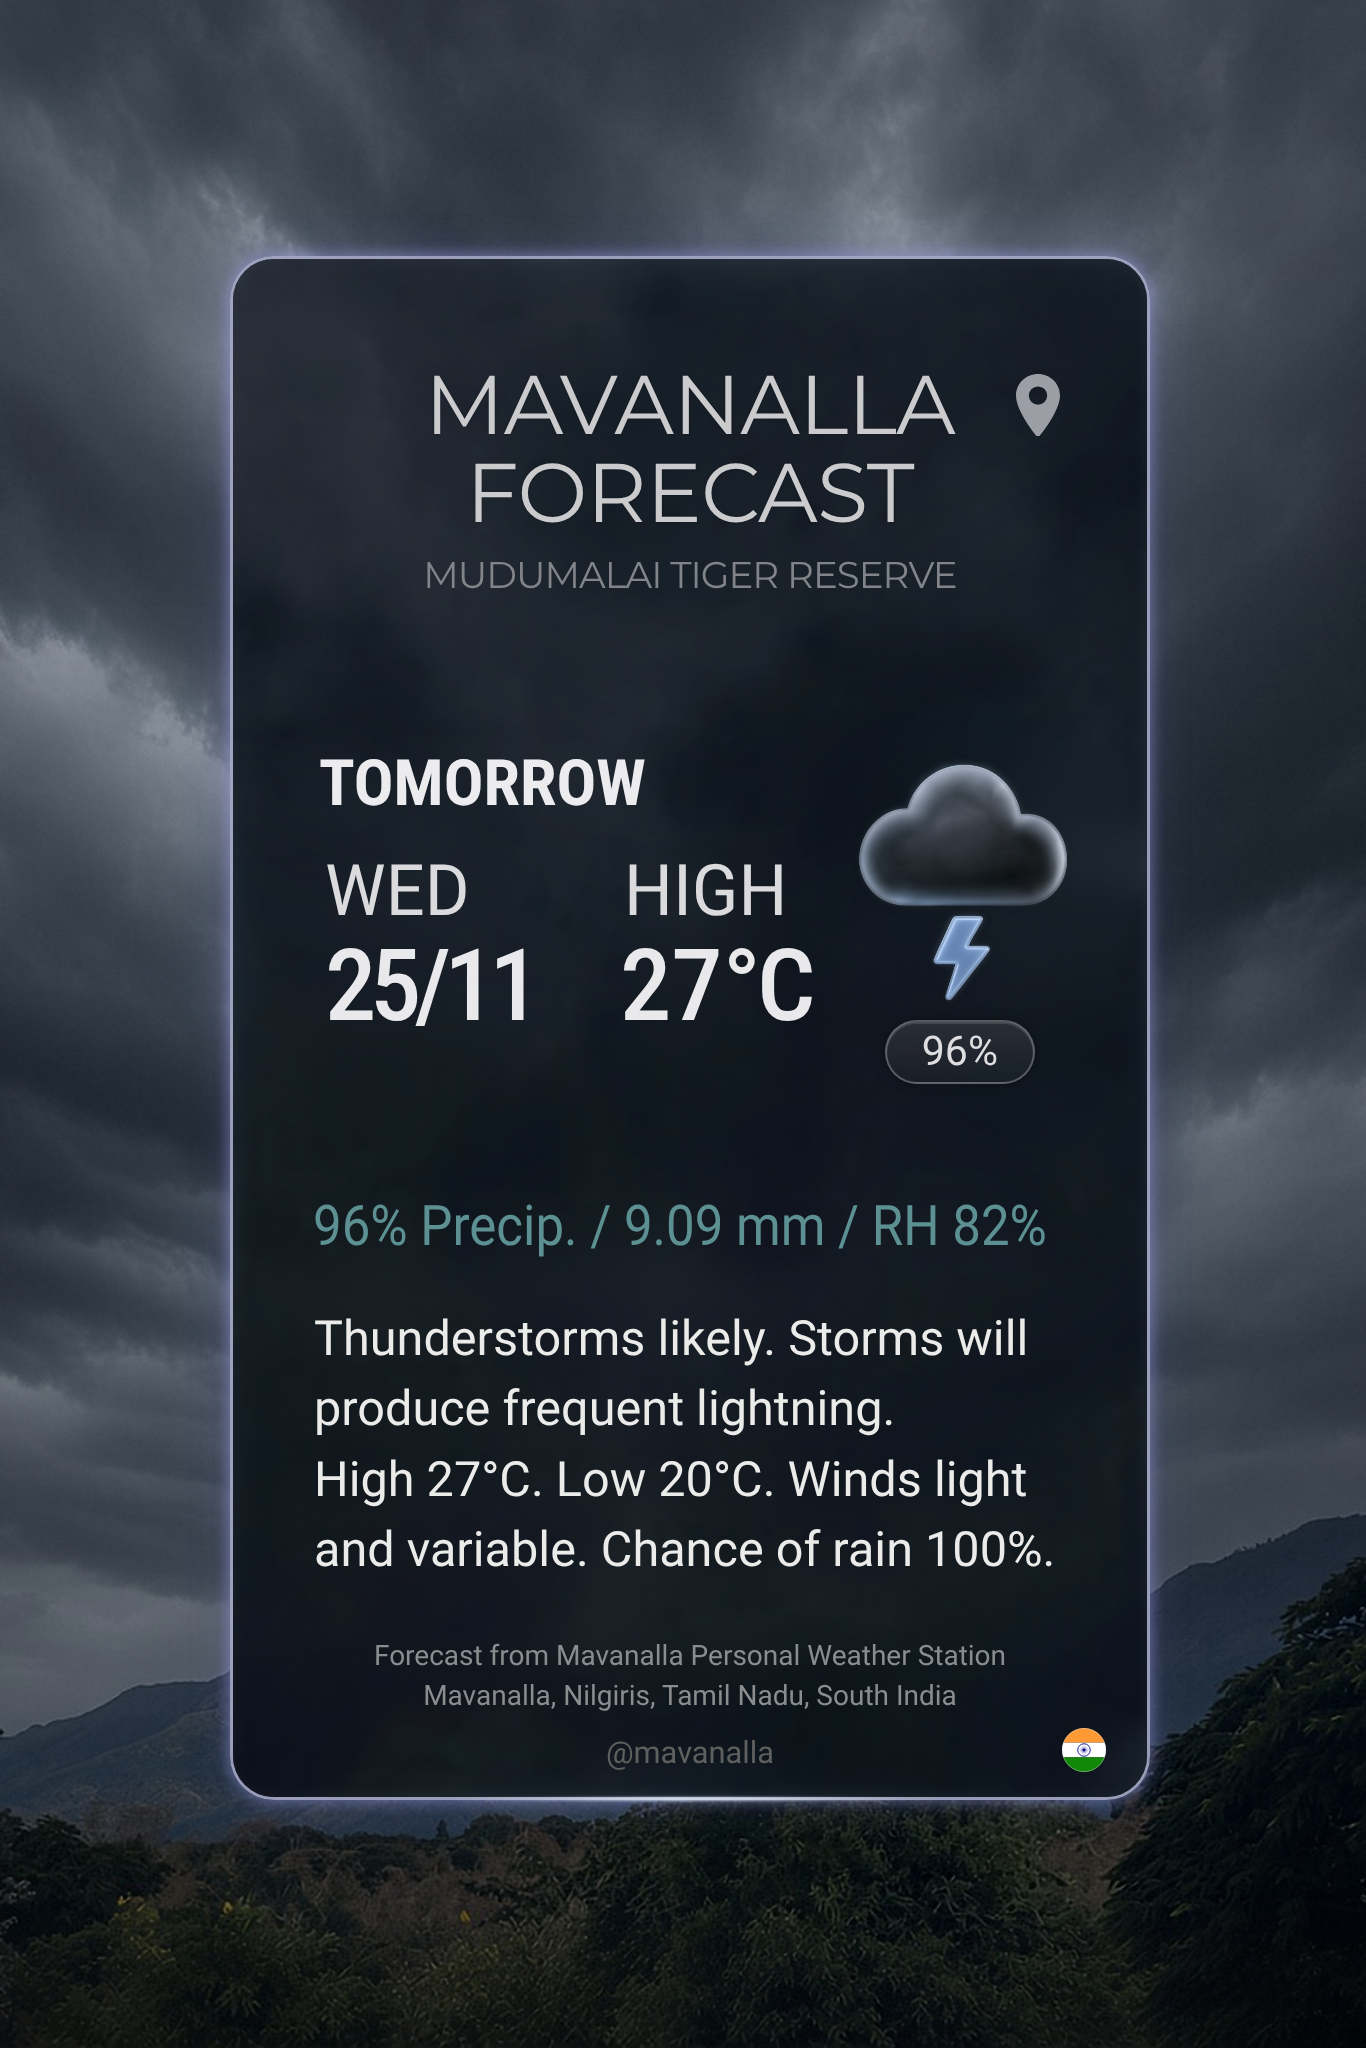 MAVANALLA
FORECAST
MUDUMALAI TIGER RESERVE
TOMORROW
WED
25/11
HIGH
27°C
96%
96% Precip. / 9.09 mm / RH 82%
Thunderstorms likely. Storms will
produce frequent lightning.
High 27°C. Low 20°C. Winds light
and variable. Chance of rain 100%.
Forecast from Mavanalla Personal Weather Station
Mavanalla, Nilgiris, Tamil Nadu, South India
@mavanalla